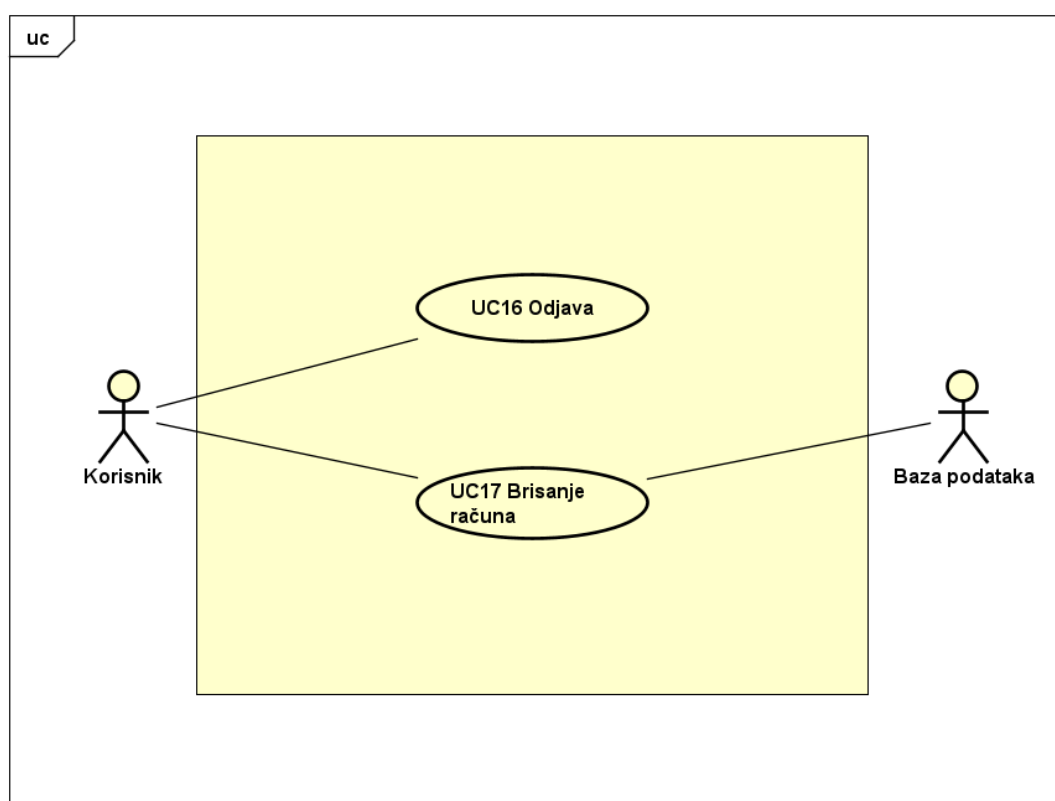 uc
UC16 Odjava
Korisnik
UC17 Brisanje
računa
Baza podataka